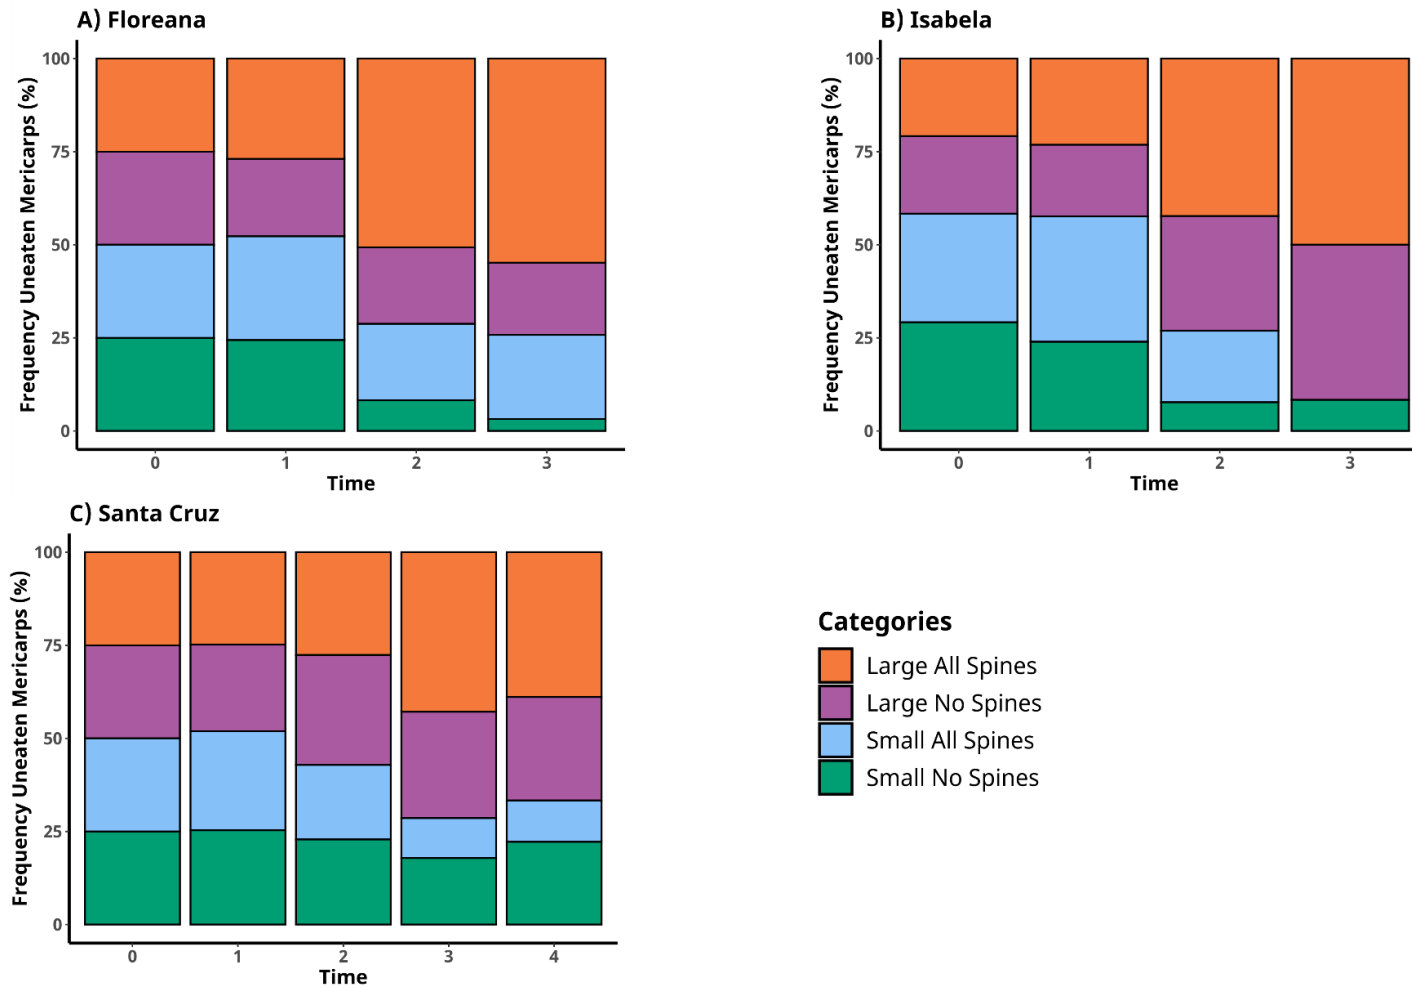 A) Floreana
Frequency Uneaten Mericarps (%)
100
75
50
25
0
0 1 2 3
Time
B) Isabela
Frequency Uneaten Mericarps (%)
100
75
50
25
0
0 1 2 3
Time
C) Santa Cruz
Frequency Uneaten Mericarps (%)
100
75
50
25
0
0 1 2 3 4
Time
Categories
Large All Spines
Large No Spines
Small All Spines
Small No Spines